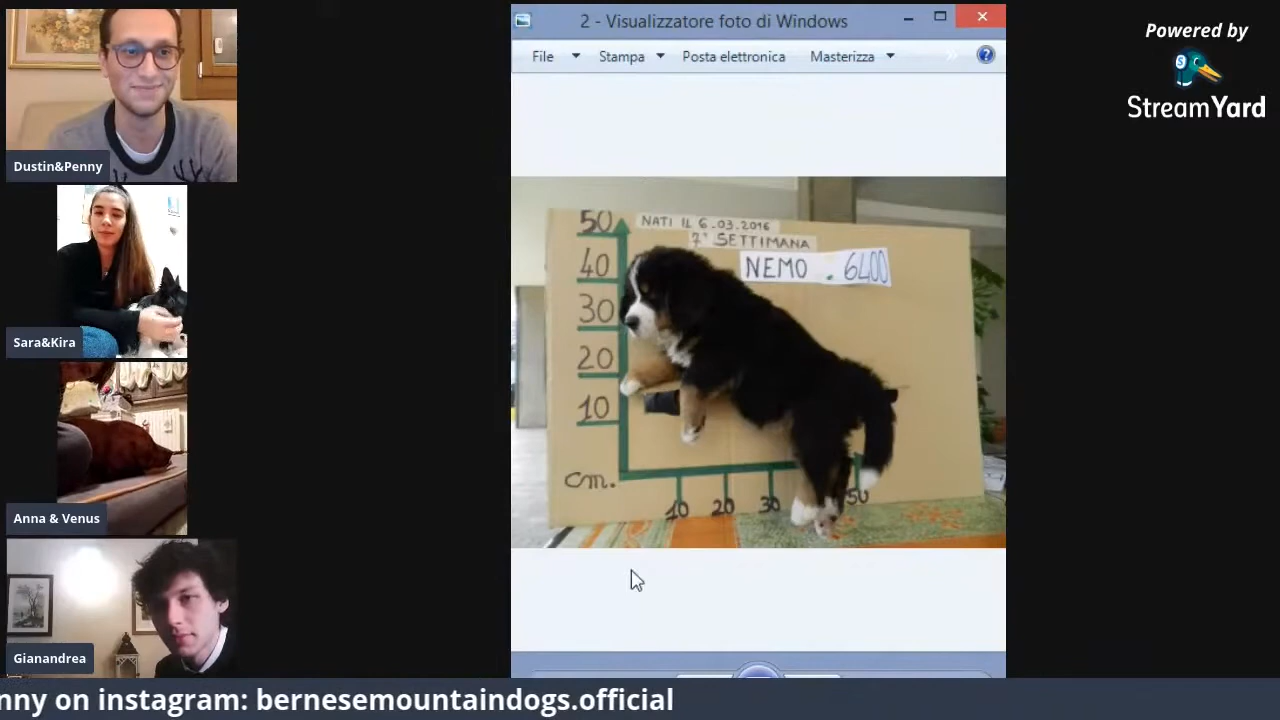 2 - Visualizzatore foto di Windows
File Stampa Posta elettronica Masterizza
Powered by
StreamYard
Dustin&Penny
Sara&Kira
Anna & Venus
Gianandrea
50 NATI IL 6.03.2016
7ª SETTIMANA
NEMO . 6400
40
30
20
10
cm.
10 20 30 50
nny on instagram: bernesemountaindogs.official